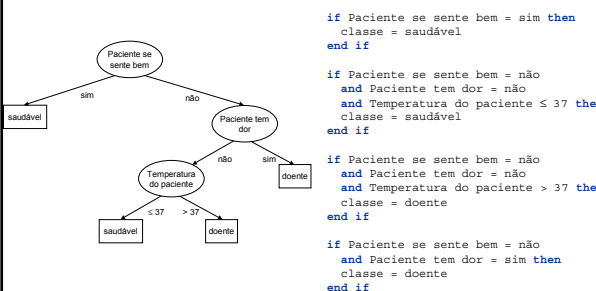 Paciente se
sente bem
sim
não
saudável
Paciente tem
dor
não
sim
Temperatura
do paciente
doente
≤ 37
> 37
saudável
doente
if Paciente se sente bem = sim then
classe = saudável
end if
if Paciente se sente bem = não
and Paciente tem dor = não
and Temperatura do paciente ≤ 37 the
classe = saudável
end if
if Paciente se sente bem = não
and Paciente tem dor = não
and Temperatura do paciente > 37 the
classe = doente
end if
if Paciente se sente bem = não
and Paciente tem dor = sim then
classe = doente
end if